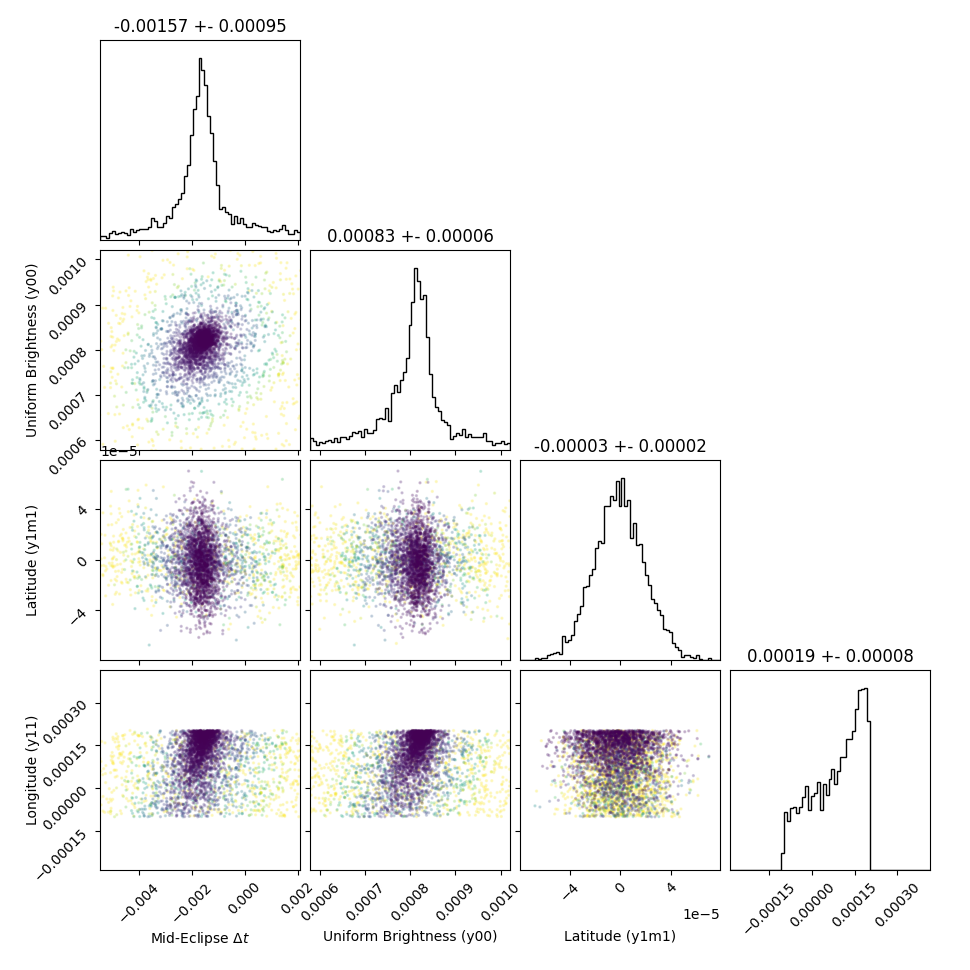 -0.00157 +- 0.00095
0.00083 +- 0.00006
Uniform Brightness (y00)
0.0010
0.0009
0.0008
0.0007
0.0006
1e−5
-0.00003 +- 0.00002
Latitude (y1m1)
4
0
−4
0.00019 +- 0.00008
Longitude (y11)
0.00030
0.00015
0.00000
−0.00015
−0.004
−0.002
0.000
0.002
Mid-Eclipse Δt
0.0006
0.0007
0.0008
0.0009
0.0010
Uniform Brightness (y00)
−4
0
4
1e−5
Latitude (y1m1)
−0.00015
0.00000
0.00015
0.00030